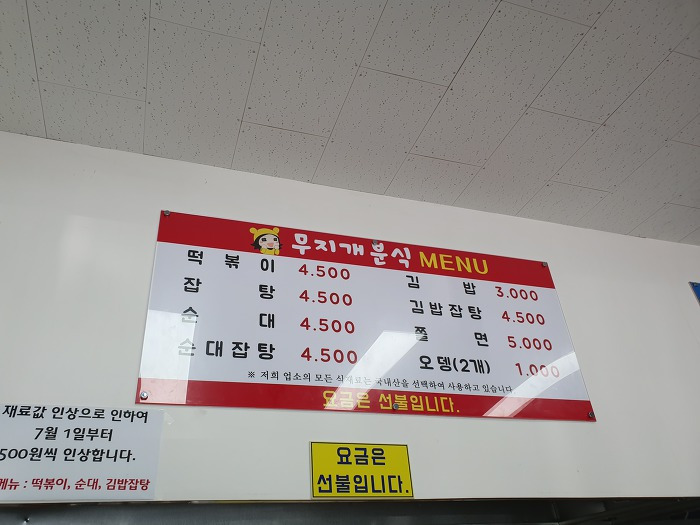 무지개분식 MENU
떡볶이 4.500
잡탕 4.500
순대 4.500
순대잡탕 4.500
김밥 3.000
김밥잡탕 4.500
쫄면 5.000
오뎅(2개) 1.000
※ 저희 업소의 모든 식재료는 국내산을 선택하여 사용하고 있습니다
요금은 선불입니다.
재료값 인상으로 인하여
7월 1일부터
500원씩 인상합니다.
메뉴 : 떡볶이, 순대, 김밥잡탕
요금은
선불입니다.